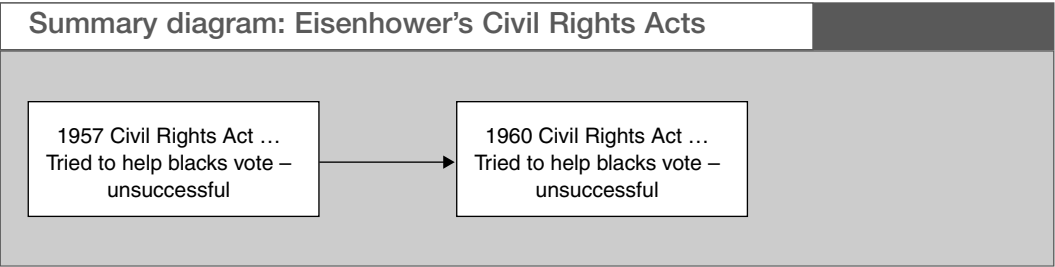 Summary diagram: Eisenhower's Civil Rights Acts
1957 Civil Rights Act …
Tried to help blacks vote –
unsuccessful
1960 Civil Rights Act …
Tried to help blacks vote –
unsuccessful